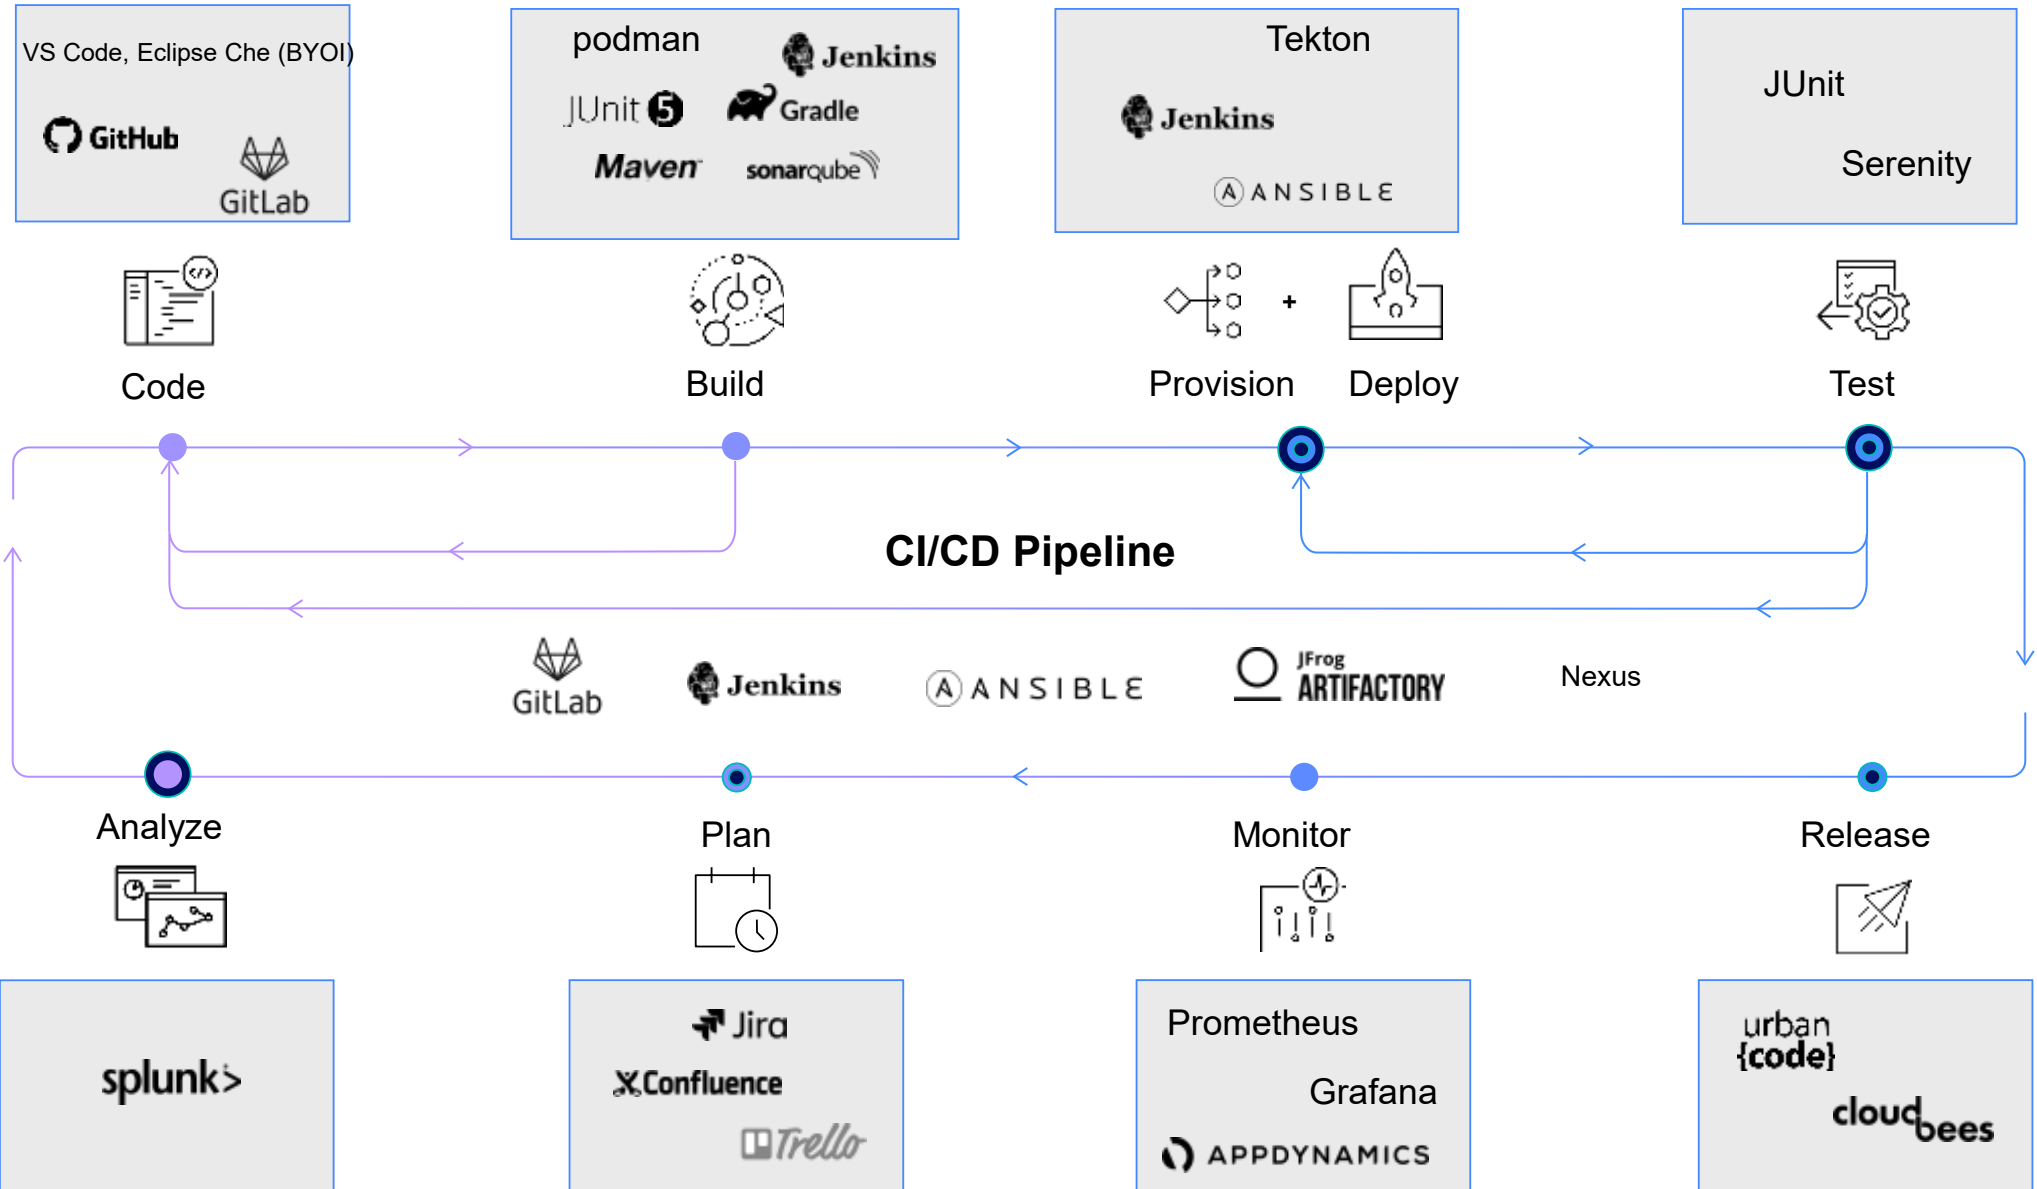 VS Code, Eclipse Che (BYOI)
GitHub
GitLab
podman
Jenkins
JUnit 5
Gradle
Maven
sonarqube
Tekton
Jenkins
ANSIBLE
JUnit
Serenity
+
Code
Build
Provision
Deploy
Test
CI/CD Pipeline
GitLab
Jenkins
ANSIBLE
JFrog
ARTIFACTORY
Nexus
Analyze
Plan
Monitor
Release
splunk>
Jira
Confluence
Trello
Prometheus
Grafana
APPDYNAMICS
urban
{code}
cloudbees